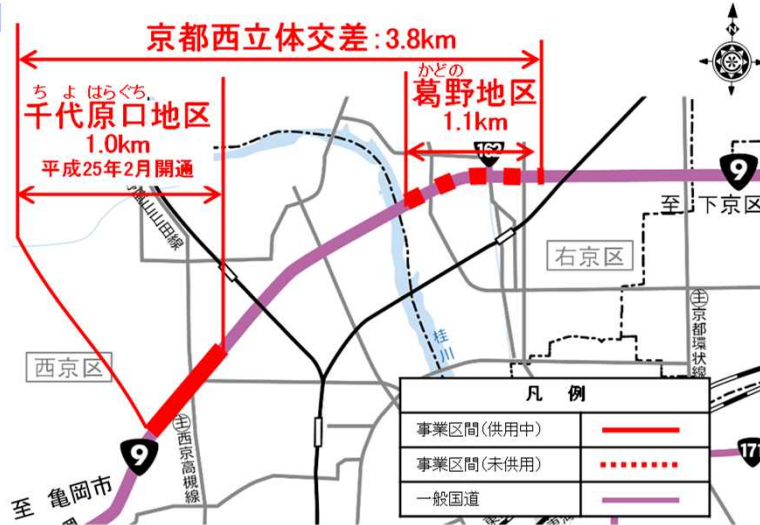 京都西立体交差:3.8km
ちよはらぐち
千代原口地区
1.0km
平成25年2月開通
かどの
葛野地区
1.1km
162
N
9
至 下京区
右京区
主京都環状線
桂川
西京区
主西京高槻線
9
至 亀岡市
171
凡 例
事業区間(供用中)
事業区間(未供用)
一般国道